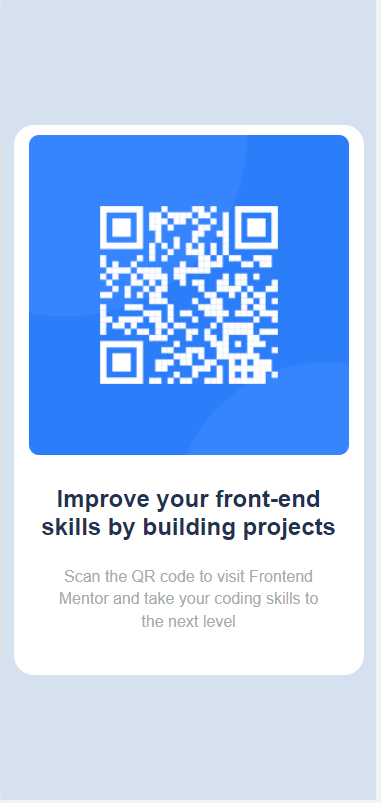 Improve your front-end
skills by building projects
Scan the QR code to visit Frontend
Mentor and take your coding skills to
the next level